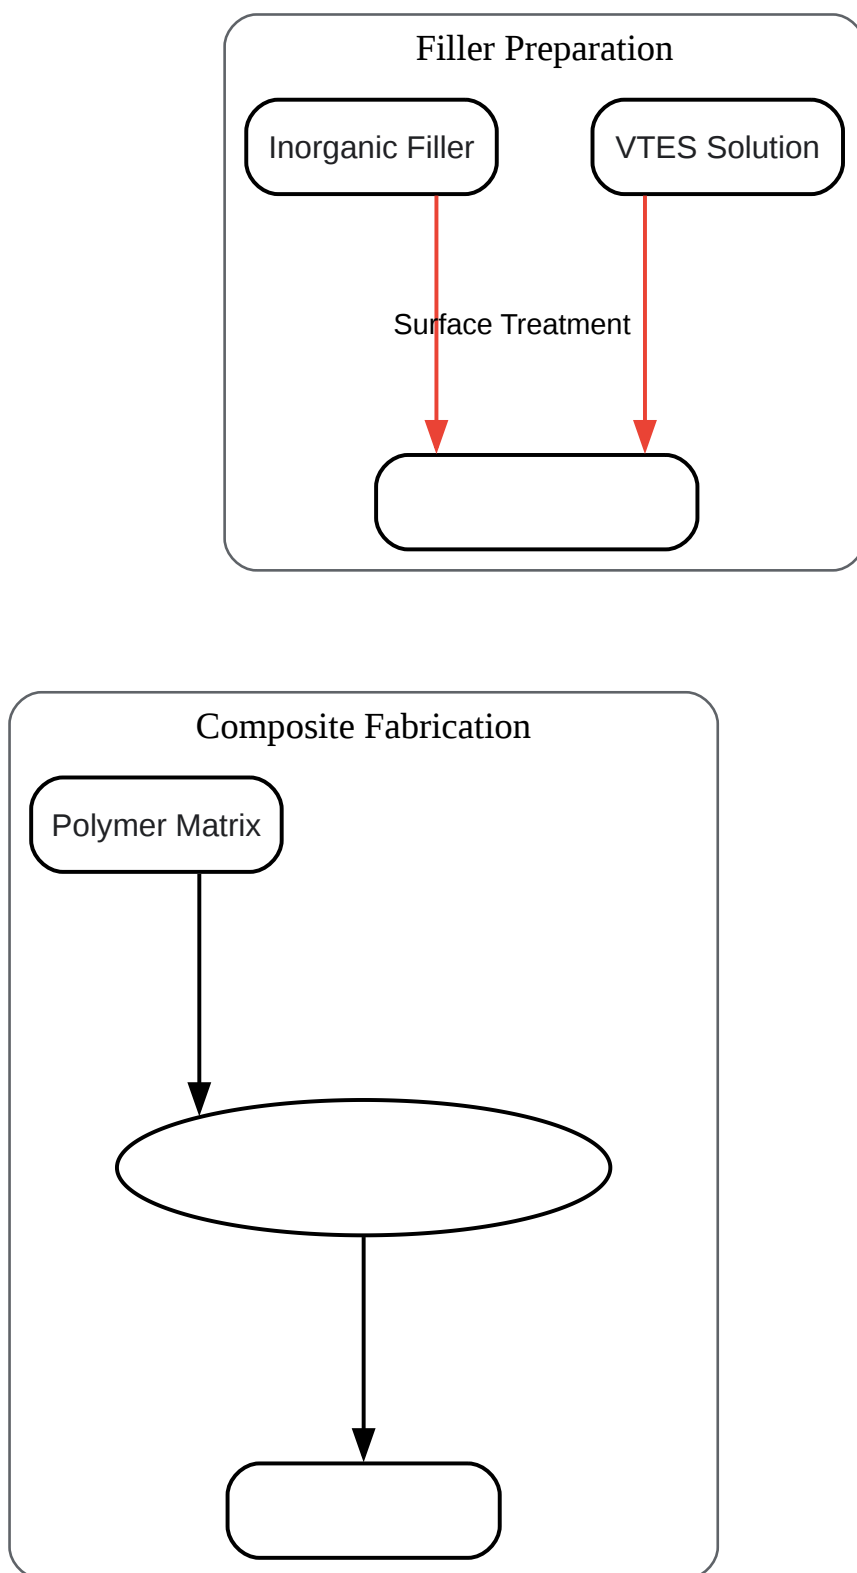 Filler Preparation
Inorganic Filler
VTES Solution
Surface Treatment
Composite Fabrication
Polymer Matrix